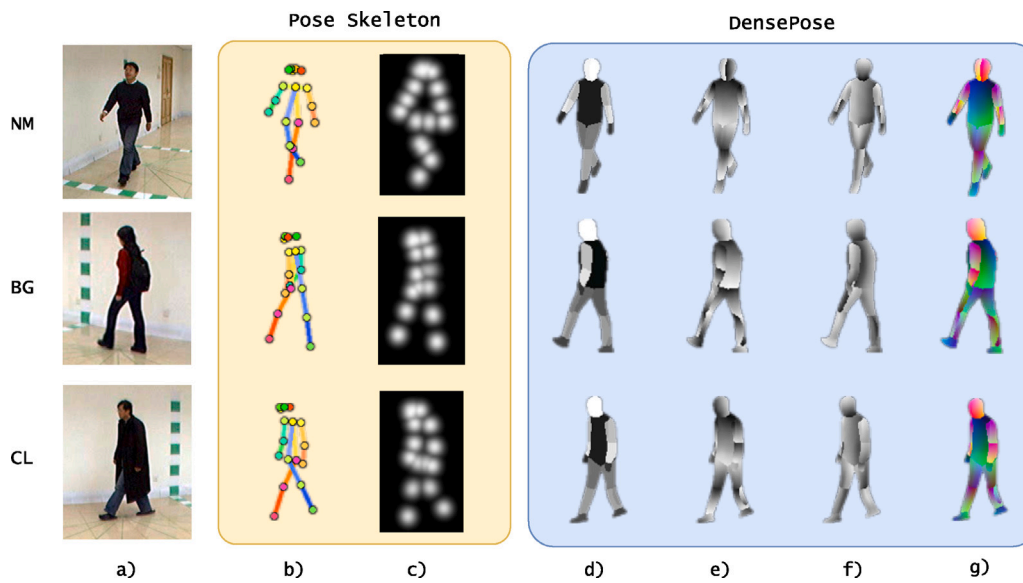 Pose Skeleton
DensePose
NM
BG
CL
a)
b)
c)
d)
e)
f)
g)